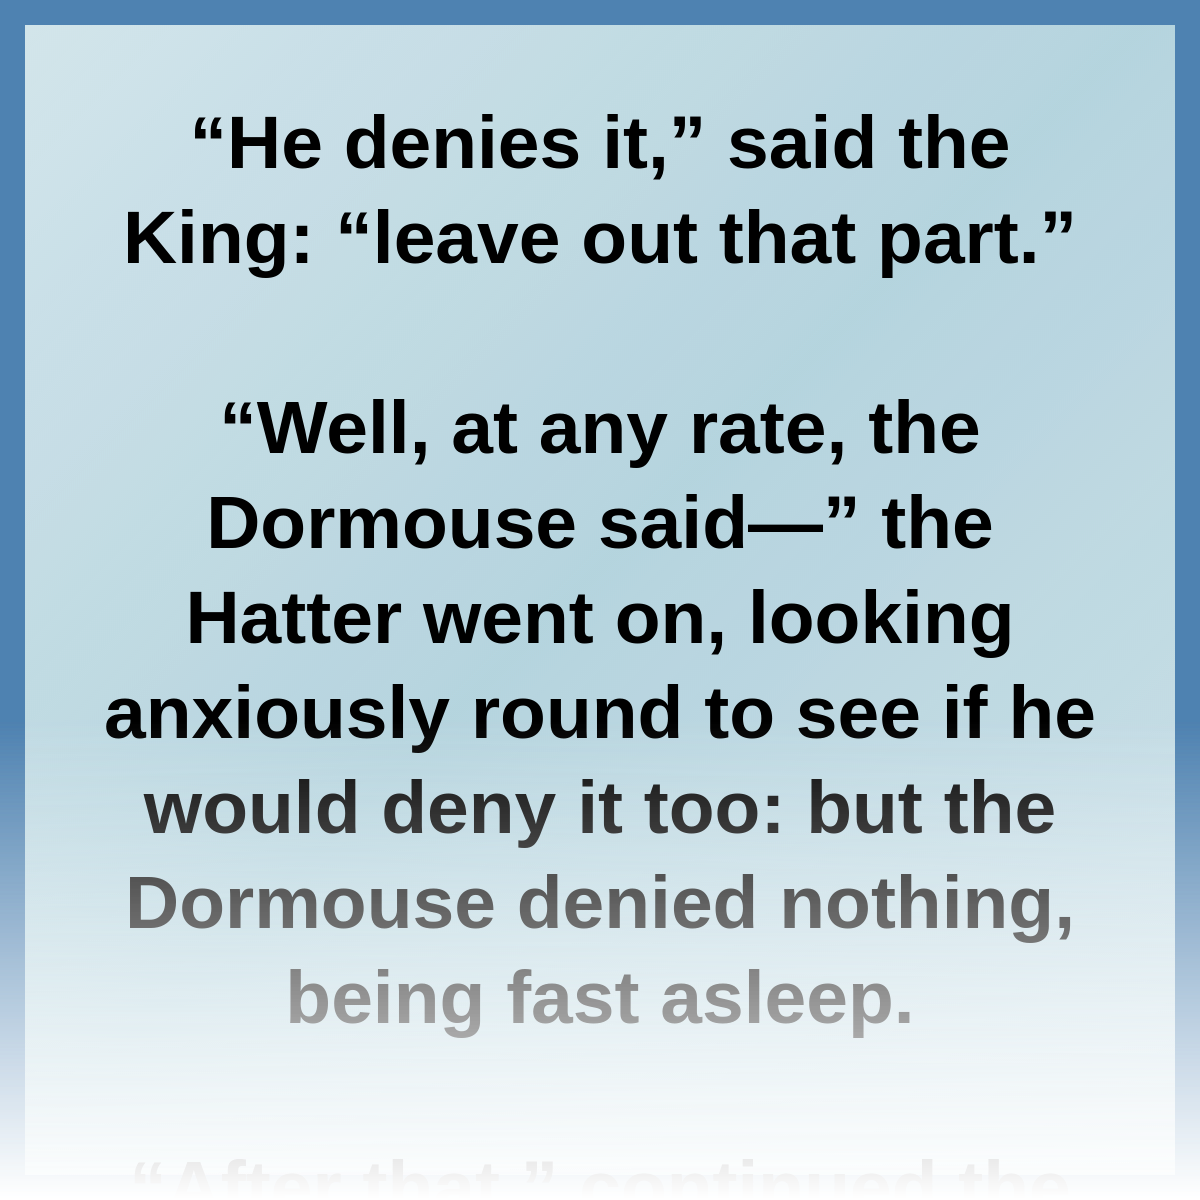 “He denies it,” said the
King: “leave out that part.”
“Well, at any rate, the
Dormouse said—” the
Hatter went on, looking
anxiously round to see if he
would deny it too: but the
Dormouse denied nothing,
being fast asleep.
“After that,” continued the